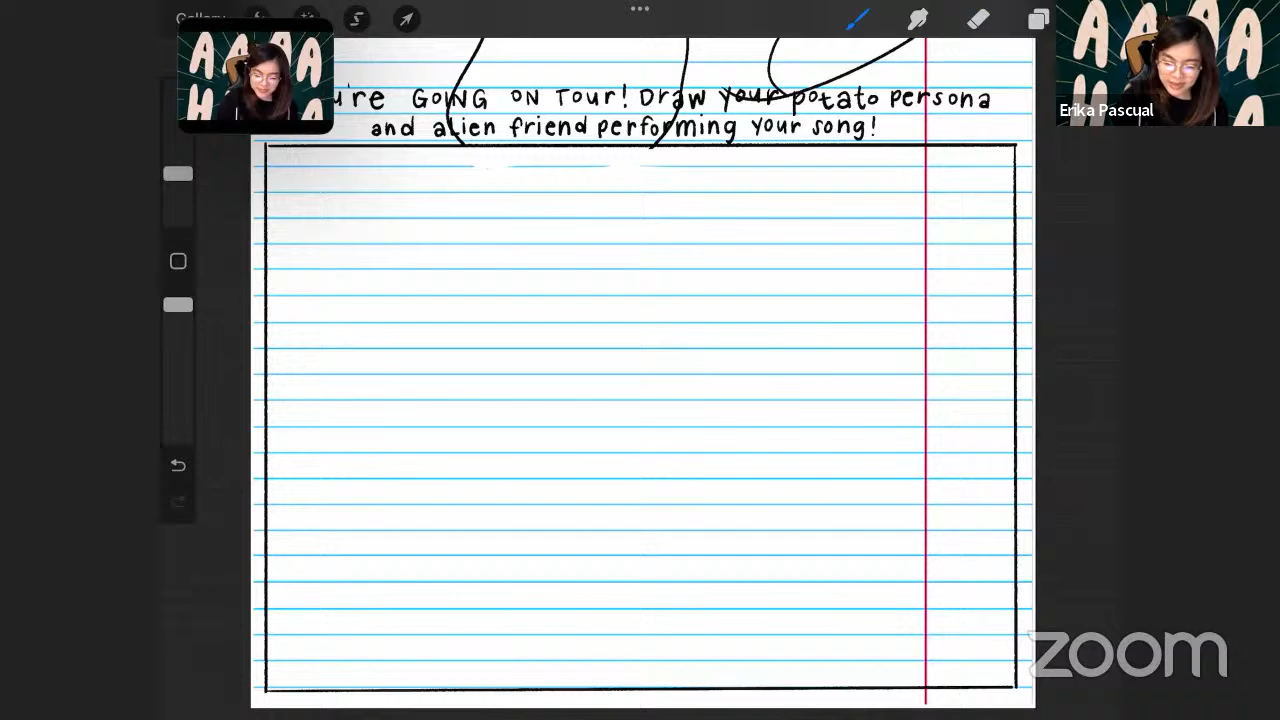 Gallery
u're GOING ON TOUR! Draw your potato persona
and alien friend performing your song!
Erika Pascual
zoom